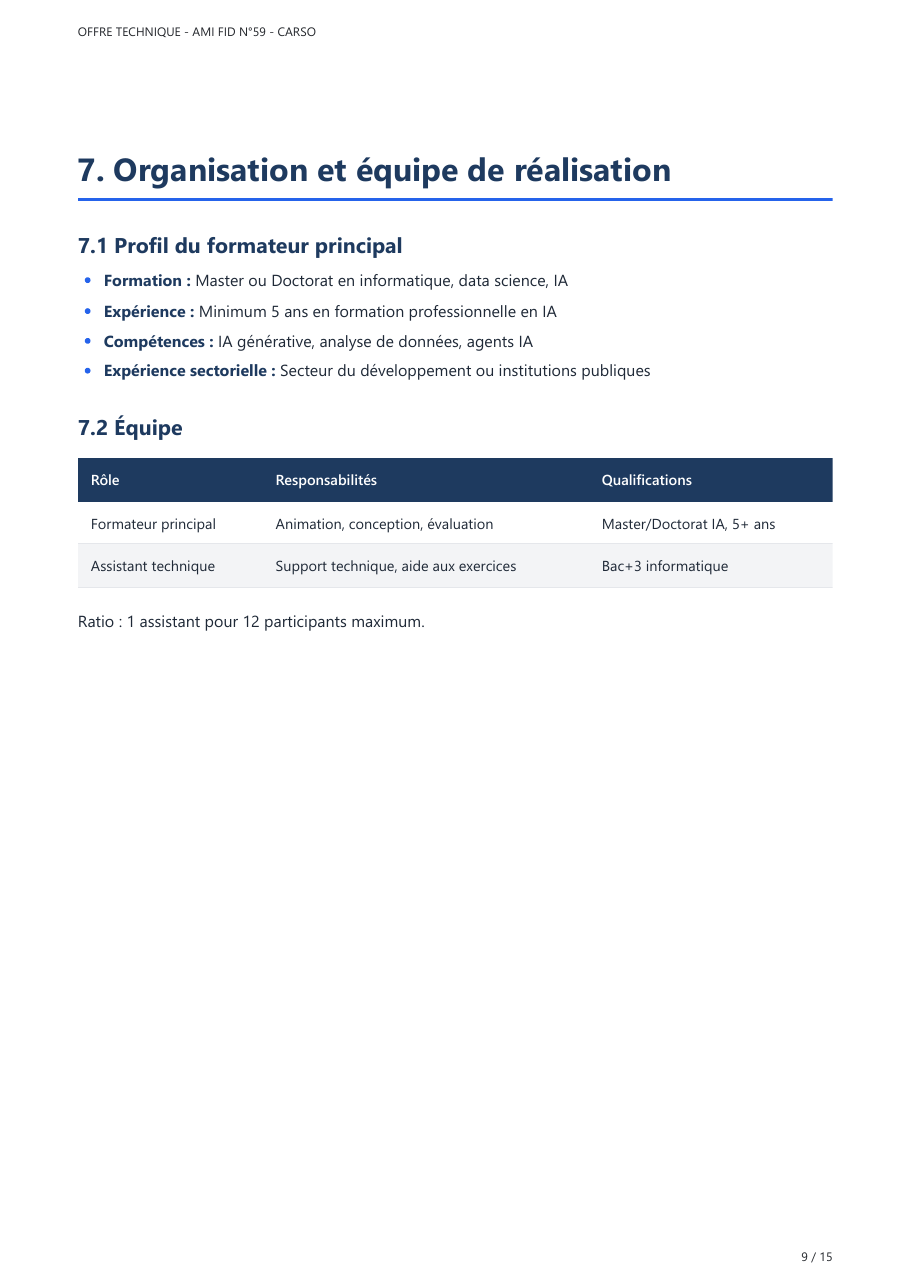 OFFRE TECHNIQUE - AMI FID N°59 - CARSO
7. Organisation et équipe de réalisation
7.1 Profil du formateur principal
• Formation : Master ou Doctorat en informatique, data science, IA
• Expérience : Minimum 5 ans en formation professionnelle en IA
• Compétences : IA générative, analyse de données, agents IA
• Expérience sectorielle : Secteur du développement ou institutions publiques
7.2 Équipe
Rôle Responsabilités Qualifications
Formateur principal Animation, conception, évaluation Master/Doctorat IA, 5+ ans
Assistant technique Support technique, aide aux exercices Bac+3 informatique
Ratio : 1 assistant pour 12 participants maximum.
9 / 15